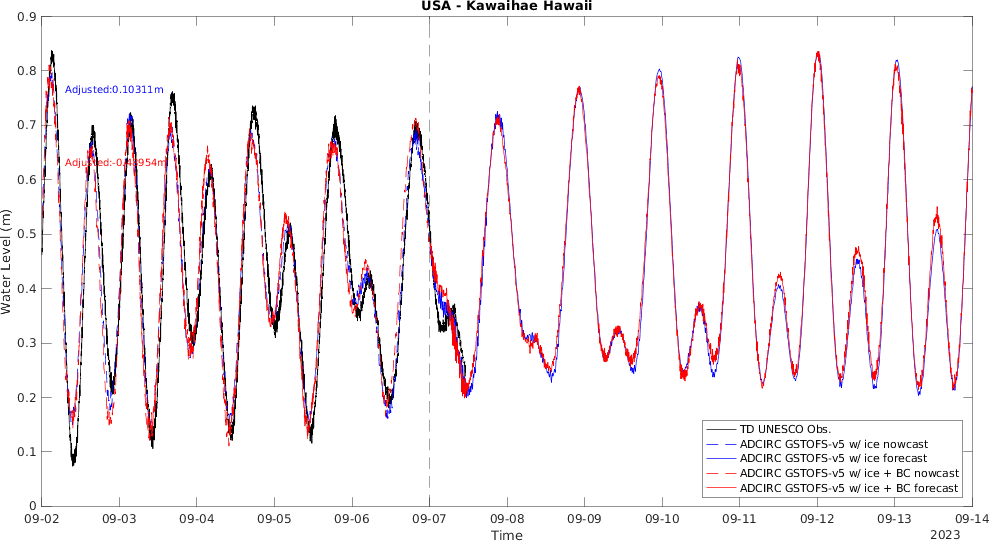 USA - Kawaihae Hawaii
0.9
0.8
0.7
0.6
0.5
0.4
0.3
0.2
0.1
0
Water Level (m)
Adjusted:0.10311m
Adjusted:-0.48954m
TD UNESCO Obs.
ADCIRC GSTOFS-v5 w/ ice nowcast
ADCIRC GSTOFS-v5 w/ ice forecast
ADCIRC GSTOFS-v5 w/ ice + BC nowcast
ADCIRC GSTOFS-v5 w/ ice + BC forecast
09-02 09-03 09-04 09-05 09-06 09-07 09-08 09-09 09-10 09-11 09-12 09-13 09-14
Time
2023